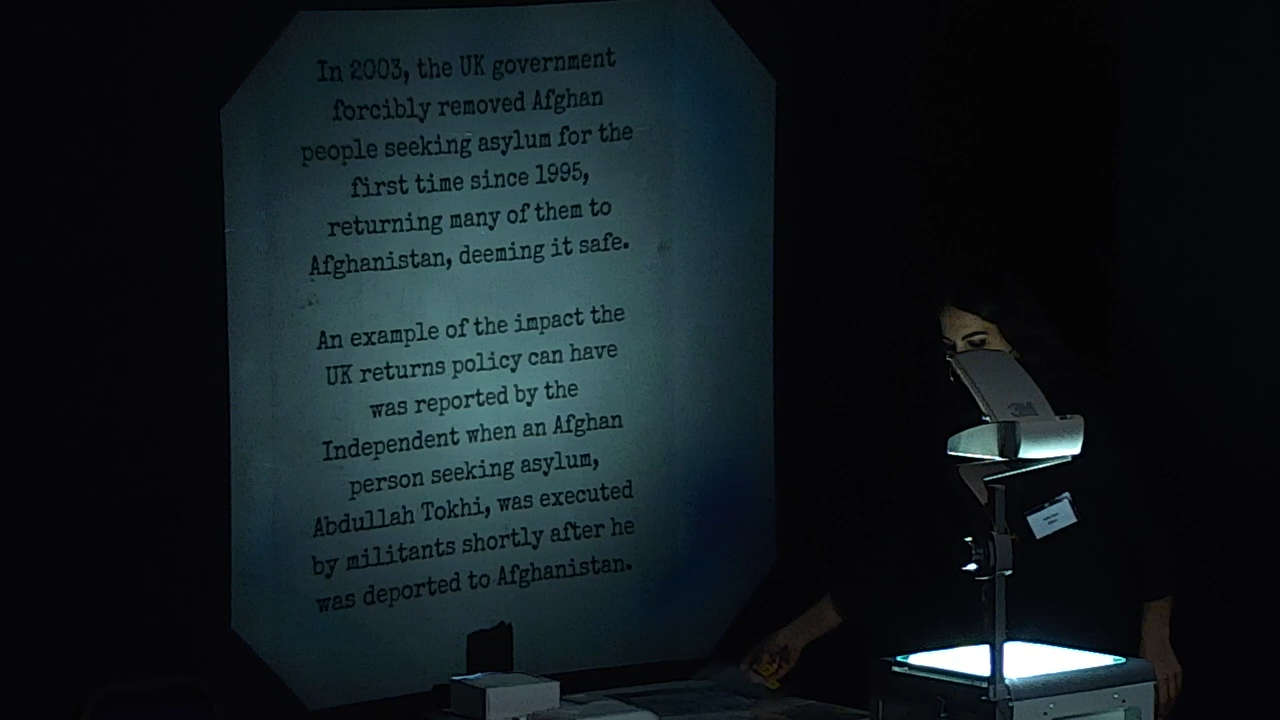 In 2003, the UK government
forcibly removed Afghan
people seeking asylum for the
first time since 1995,
returning many of them to
Afghanistan, deeming it safe.
An example of the impact the
UK returns policy can have
was reported by the
Independent when an Afghan
person seeking asylum,
Abdullah Tokhi, was executed
by militants shortly after he
was deported to Afghanistan.
3M